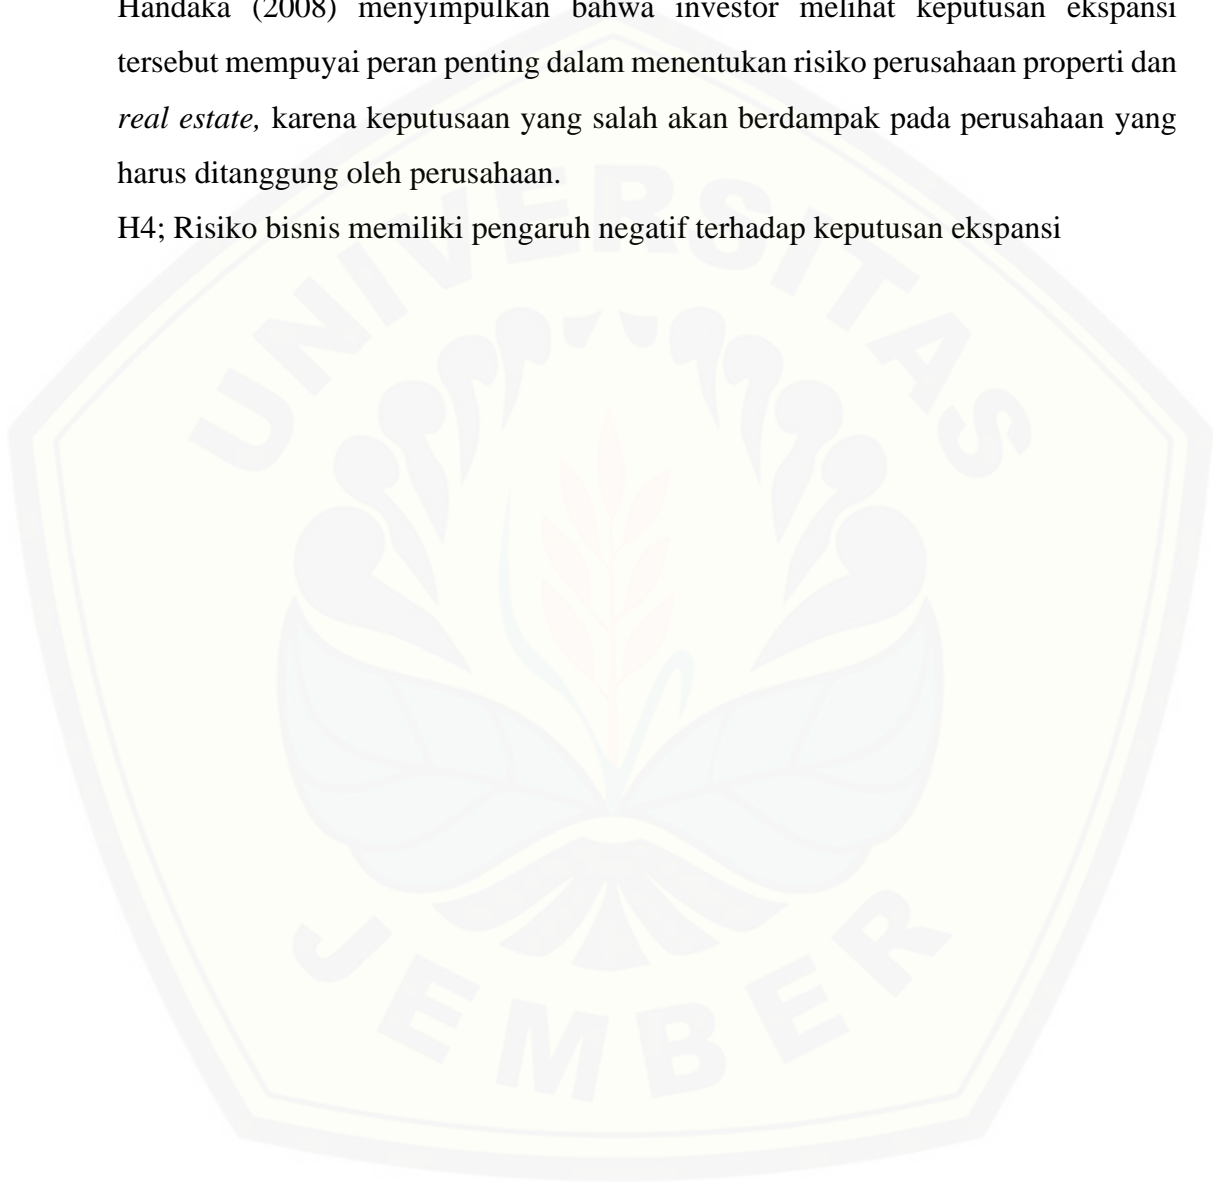 Handaka (2008) menyimpulkan bahwa investor melihat keputusan ekspansi
tersebut mempuyai peran penting dalam menentukan risiko perusahaan properti dan
real estate, karena keputusaan yang salah akan berdampak pada perusahaan yang
harus ditanggung oleh perusahaan.
H4; Risiko bisnis memiliki pengaruh negatif terhadap keputusan ekspansi
UNIVERSITAS
JEMBER